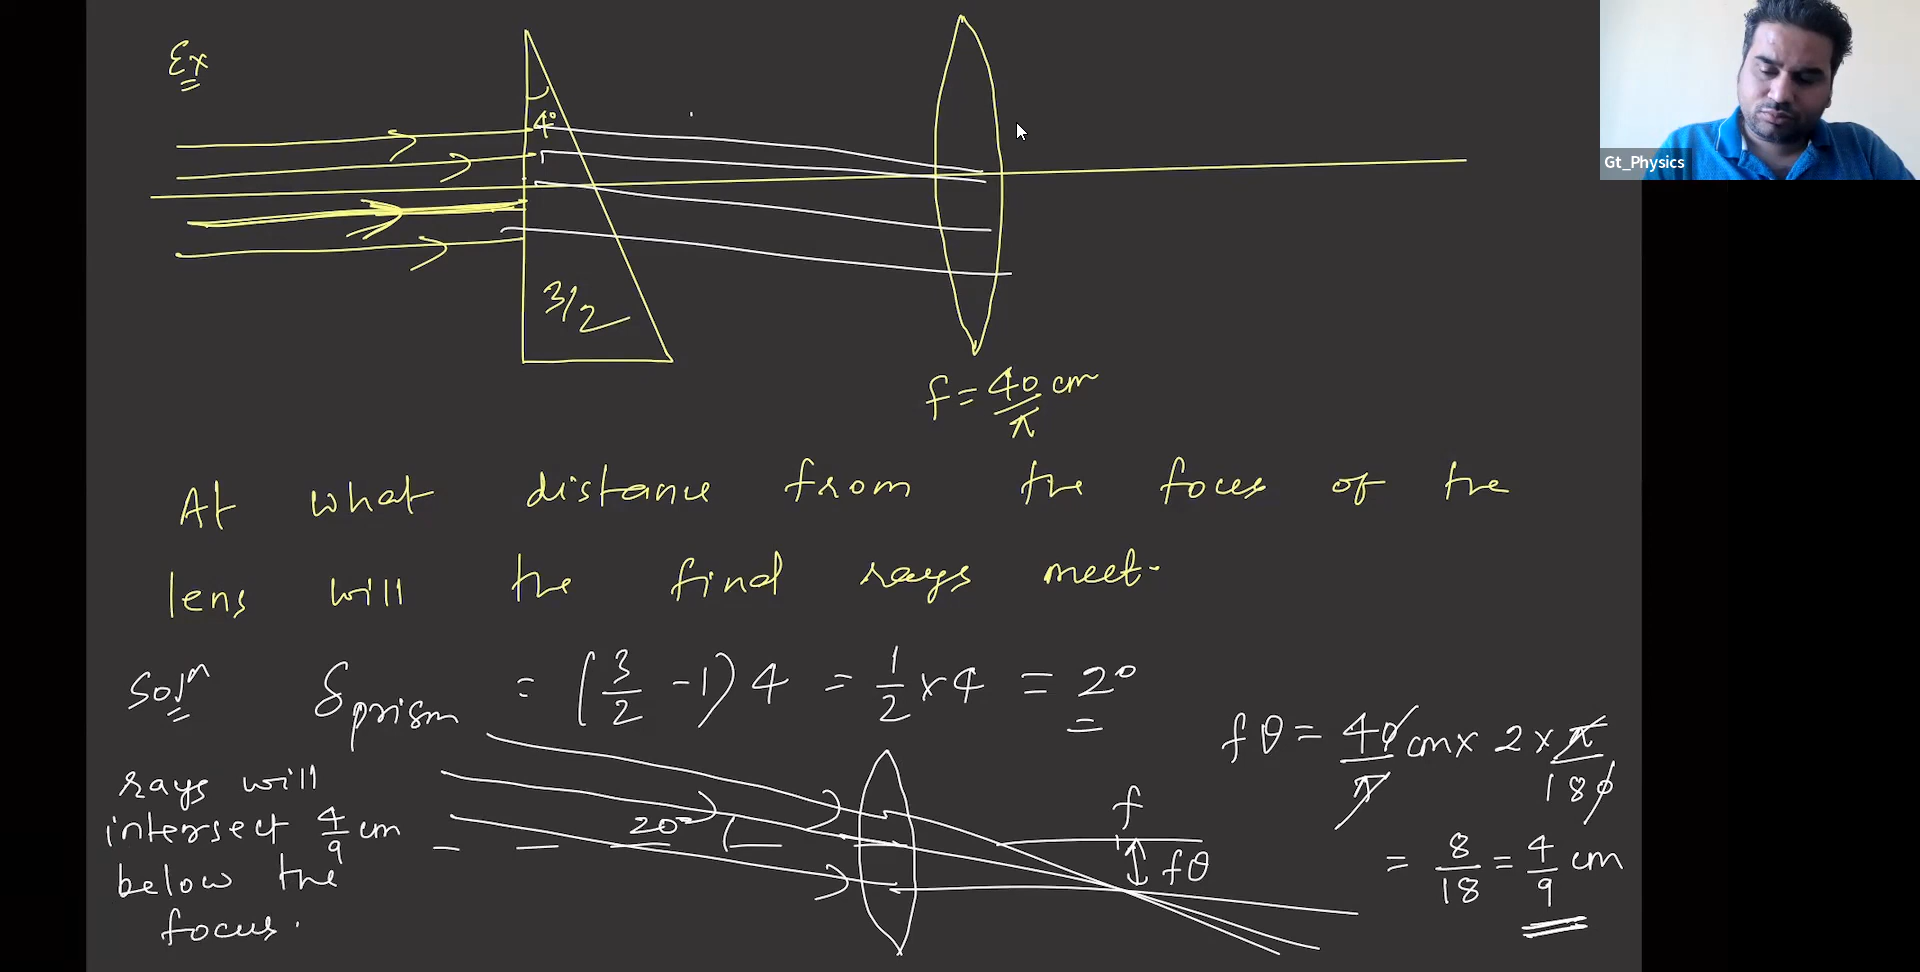 Ex
4°
3/2
f = 40/π cm
Gt_Physics
At what distance from the focus of the
lens will the final rays meet.
Solⁿ δprism = (3/2 - 1) 4 = 1/2 x 4 = 2°
fθ = 40/π cm x 2 x π/180
= 8/18 = 4/9 cm
rays will
intersect 4/9 cm
below the
focus.
20°
f
fθ